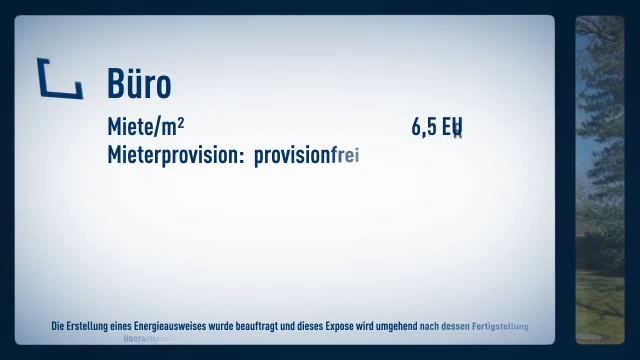 Büro
Miete/m² 6,5 EUR
Mieterprovision: provisionfrei
Die Erstellung eines Energieausweises wurde beauftragt und dieses Expose wird umgehend nach dessen Fertigstellung